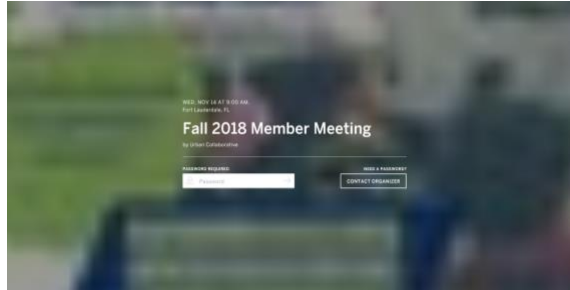 WED, NOV 14 AT 9:00 AM,
Fort Lauderdale, FL
Fall 2018 Member Meeting
by Urban Collaborative
PASSWORD REQUIRED
NEED A PASSWORD?
Password
CONTACT ORGANIZER